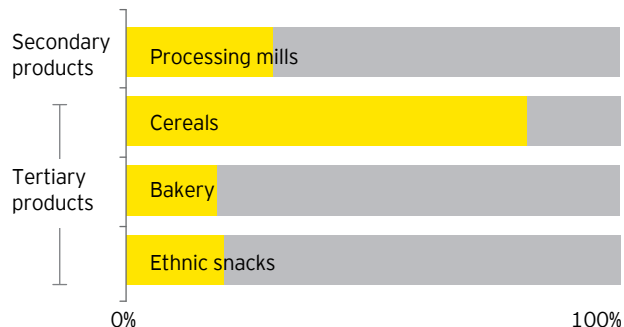 Secondary
products
Processing mills
Cereals
Tertiary
products
Bakery
Ethnic snacks
0%
100%